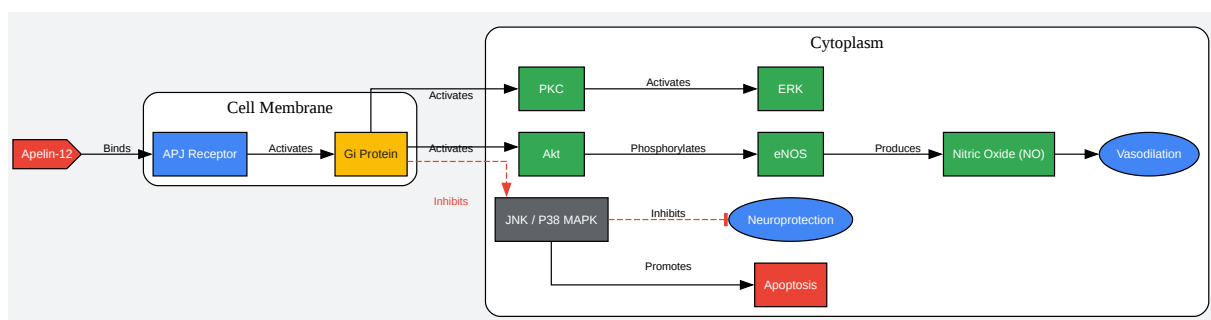 Cytoplasm
Cell Membrane
PKC
Activates
ERK
Activates
Apelin-12
Binds
APJ Receptor
Activates
Gi Protein
Activates
Akt
Phosphorylates
eNOS
Produces
Nitric Oxide (NO)
Vasodilation
Inhibits
JNK / P38 MAPK
Inhibits
Neuroprotection
Promotes
Apoptosis